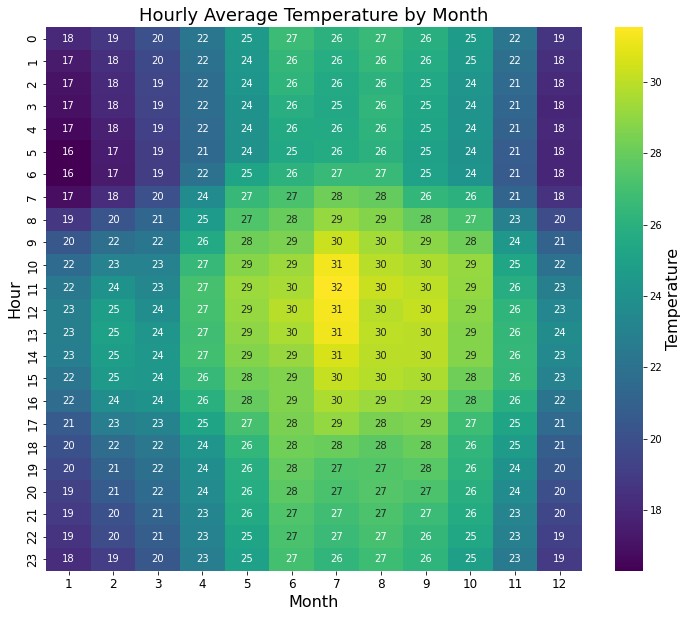 Hourly Average Temperature by Month
0 18 19 20 22 25 27 26 27 26 25 22 19
1 17 18 20 22 24 26 26 26 26 25 22 18
2 17 18 19 22 24 26 26 26 25 24 21 18
3 17 18 19 22 24 26 25 26 25 24 21 18
4 17 18 19 22 24 26 26 26 25 24 21 18
5 16 17 19 21 24 25 26 26 25 24 21 18
6 16 17 19 22 25 26 27 27 25 24 21 18
7 17 18 20 24 27 27 28 28 26 26 21 18
8 19 20 21 25 27 28 29 29 28 27 23 20
9 20 22 22 26 28 29 30 30 29 28 24 21
10 22 23 23 27 29 29 31 30 30 29 25 22
11 22 24 23 27 29 30 32 30 30 29 26 23
12 23 25 24 27 29 30 31 30 30 29 26 23
13 23 25 24 27 29 30 31 30 30 29 26 24
14 23 25 24 27 29 29 31 30 30 29 26 23
15 22 25 24 26 28 29 30 30 30 28 26 23
16 22 24 24 26 28 29 30 29 29 28 26 22
17 21 23 23 25 27 28 29 28 29 27 25 21
18 20 22 22 24 26 28 28 28 28 26 25 21
19 20 21 22 24 26 28 27 27 28 26 24 20
20 19 21 22 24 26 28 27 27 27 26 24 20
21 19 20 21 23 26 27 27 27 27 26 23 20
22 19 20 21 23 25 27 27 27 26 25 23 19
23 18 19 20 23 25 27 26 27 26 25 23 19
1 2 3 4 5 6 7 8 9 10 11 12
Month
Hour
30
28
26
24
22
20
18
Temperature